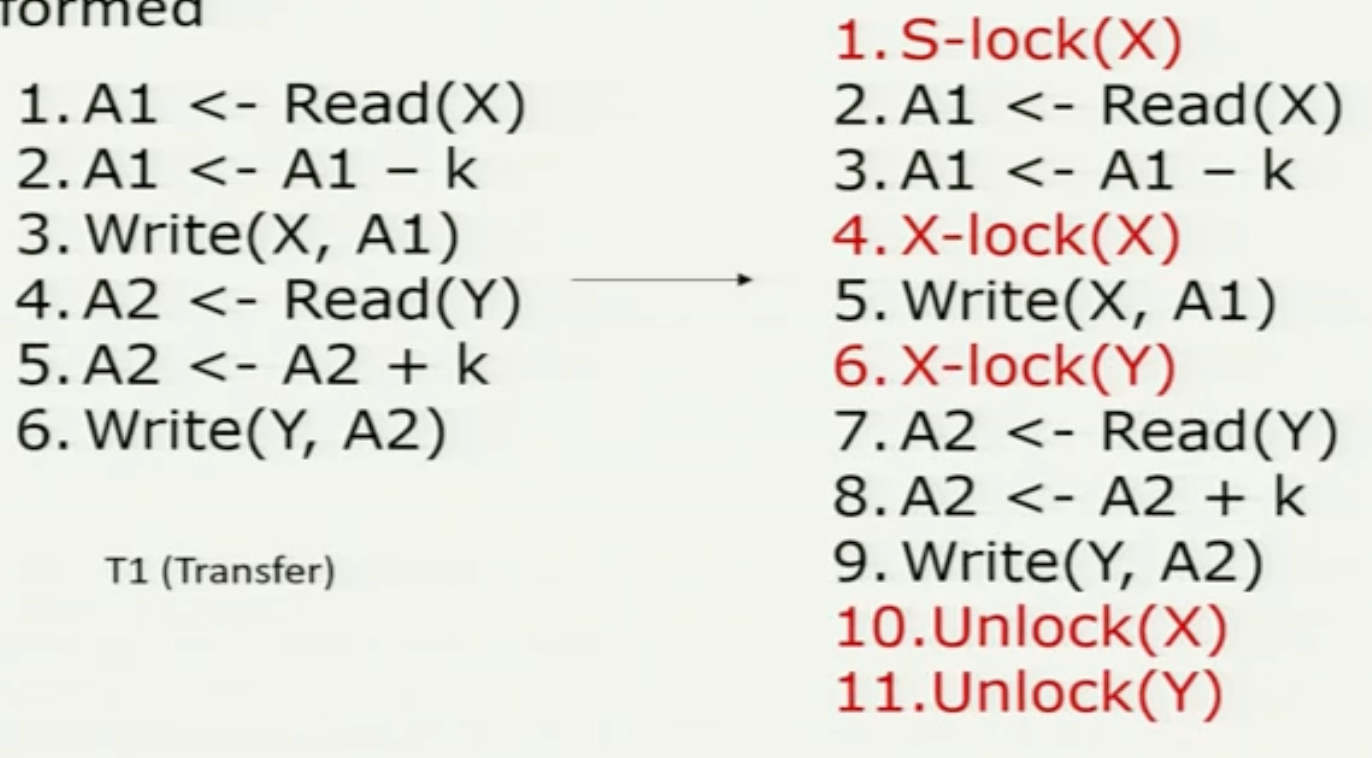 formed
1. A1 <- Read(X)
2. A1 <- A1 – k
3. Write(X, A1)
4. A2 <- Read(Y)
5. A2 <- A2 + k
6. Write(Y, A2)
T1 (Transfer)
1. S-lock(X)
2. A1 <- Read(X)
3. A1 <- A1 – k
4. X-lock(X)
5. Write(X, A1)
6. X-lock(Y)
7. A2 <- Read(Y)
8. A2 <- A2 + k
9. Write(Y, A2)
10.Unlock(X)
11.Unlock(Y)